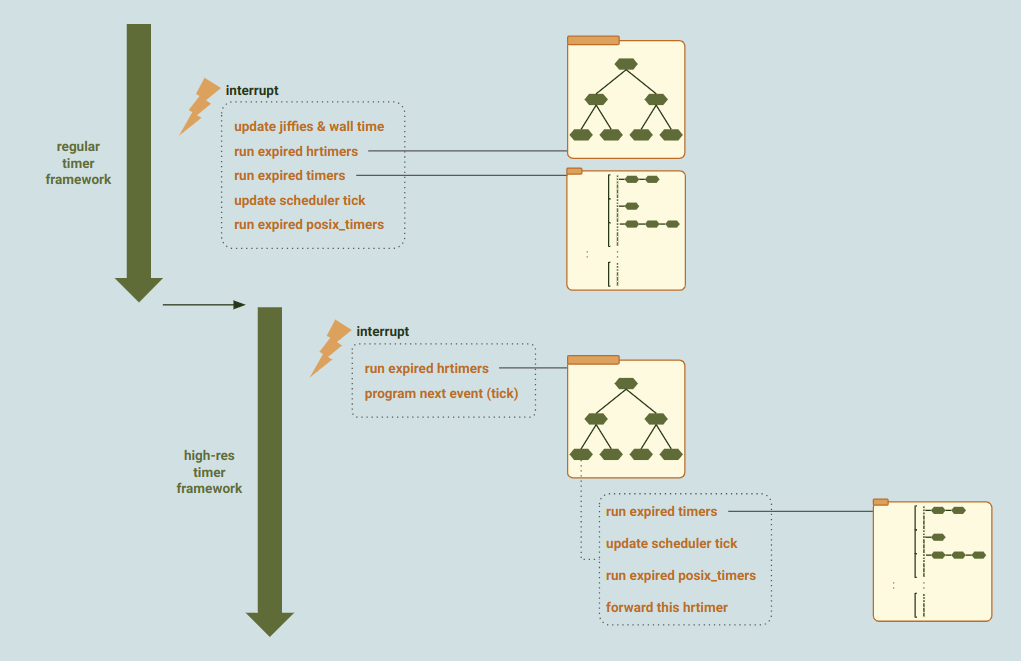 interrupt
update jiffies & wall time
run expired hrtimers
run expired timers
update scheduler tick
run expired posix_timers
regular
timer
framework
interrupt
run expired hrtimers
program next event (tick)
high-res
timer
framework
run expired timers
update scheduler tick
run expired posix_timers
forward this hrtimer